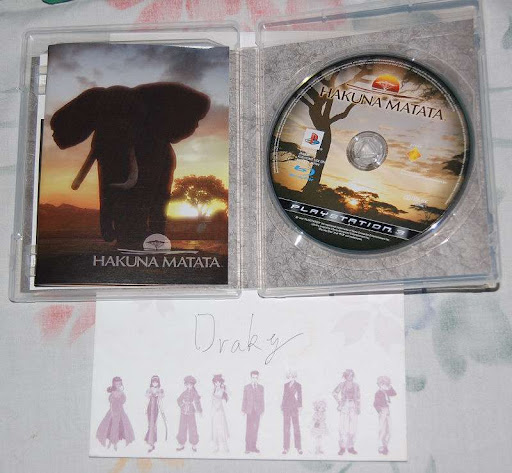 HAKUNA MATATA
HAKUNA MATATA
PLAYSTATION 3
Draky